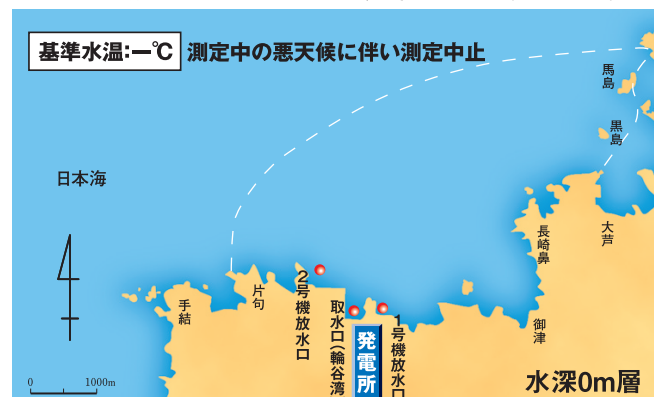 基準水温:ー℃ 測定中の悪天候に伴い測定中止
馬島
黒島
日本海
大芦
長崎鼻
片句
2号機放水口
手結
取水口(輪谷湾
1号機放水口
発電所
御津
水深0m層
0 1000m